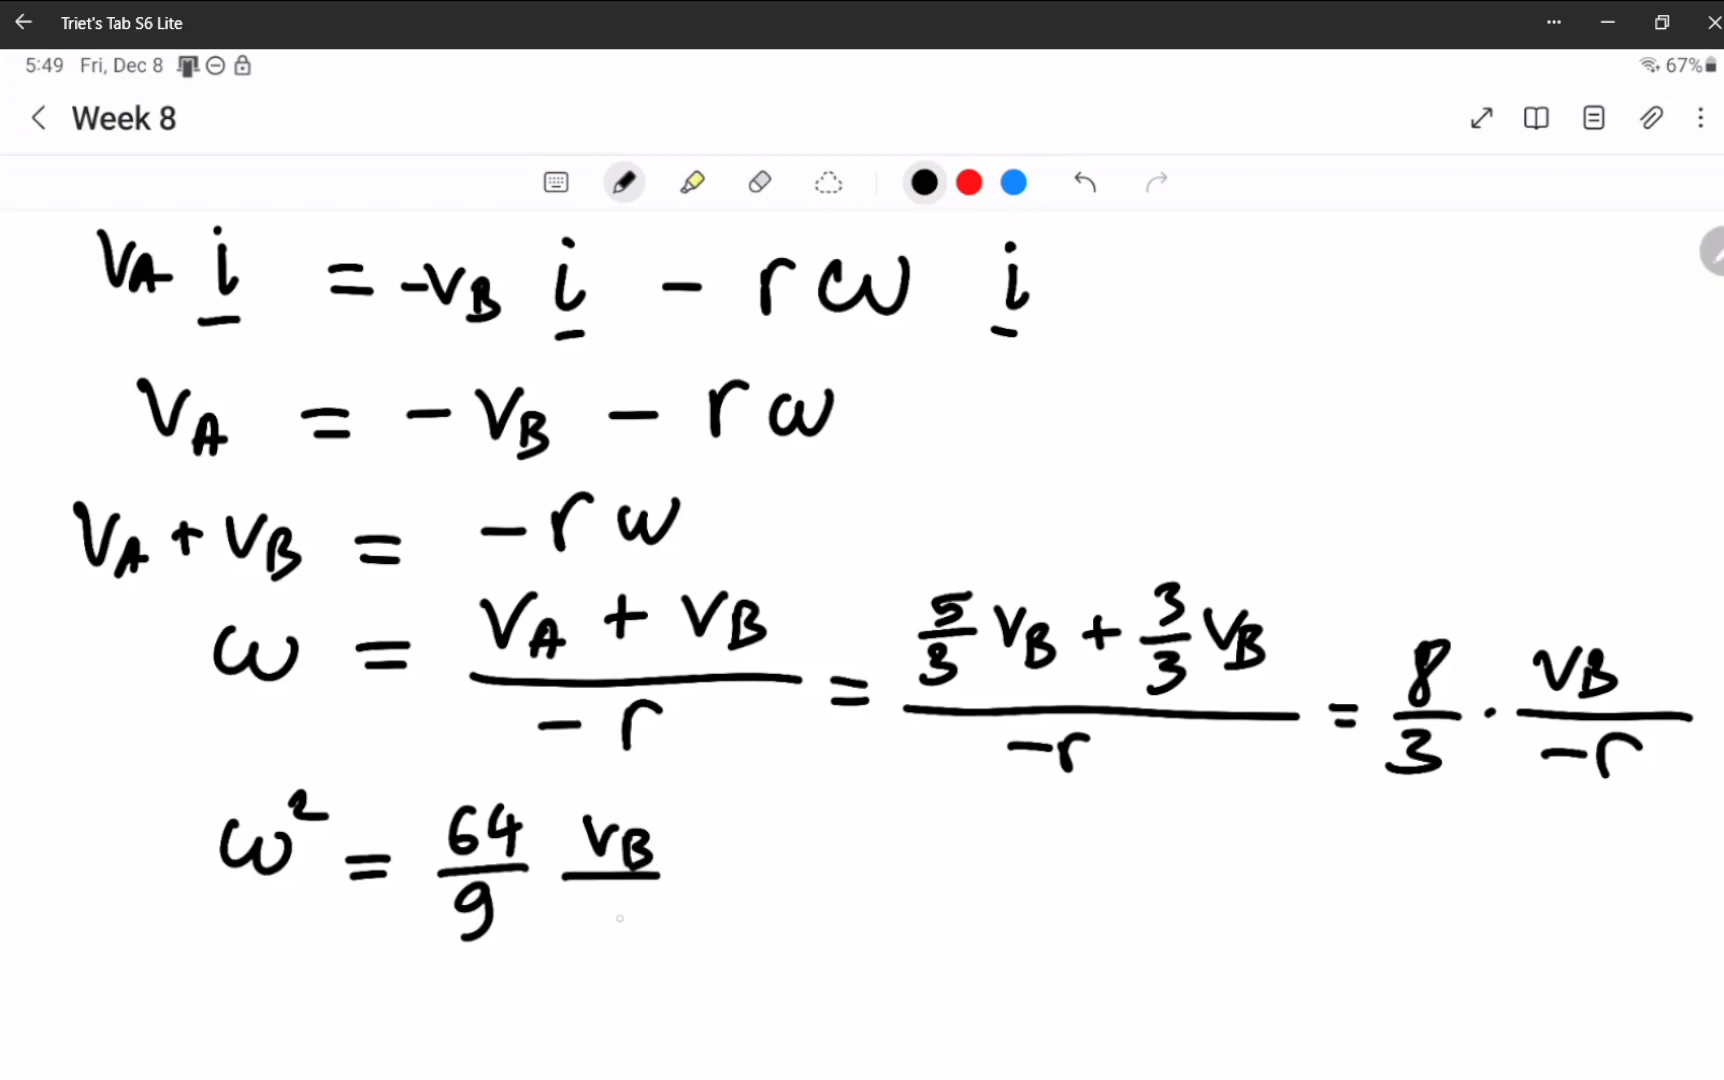 Triet's Tab S6 Lite
5:49 Fri, Dec 8 67%
Week 8
vA i = -vB i - rω i
vA = - vB - rω
vA + vB = - rω
ω = (vA + vB)/(-r) = (5/3 vB + 3/3 vB)/(-r) = 8/3 · vB/(-r)
ω² = 64/9 vB/